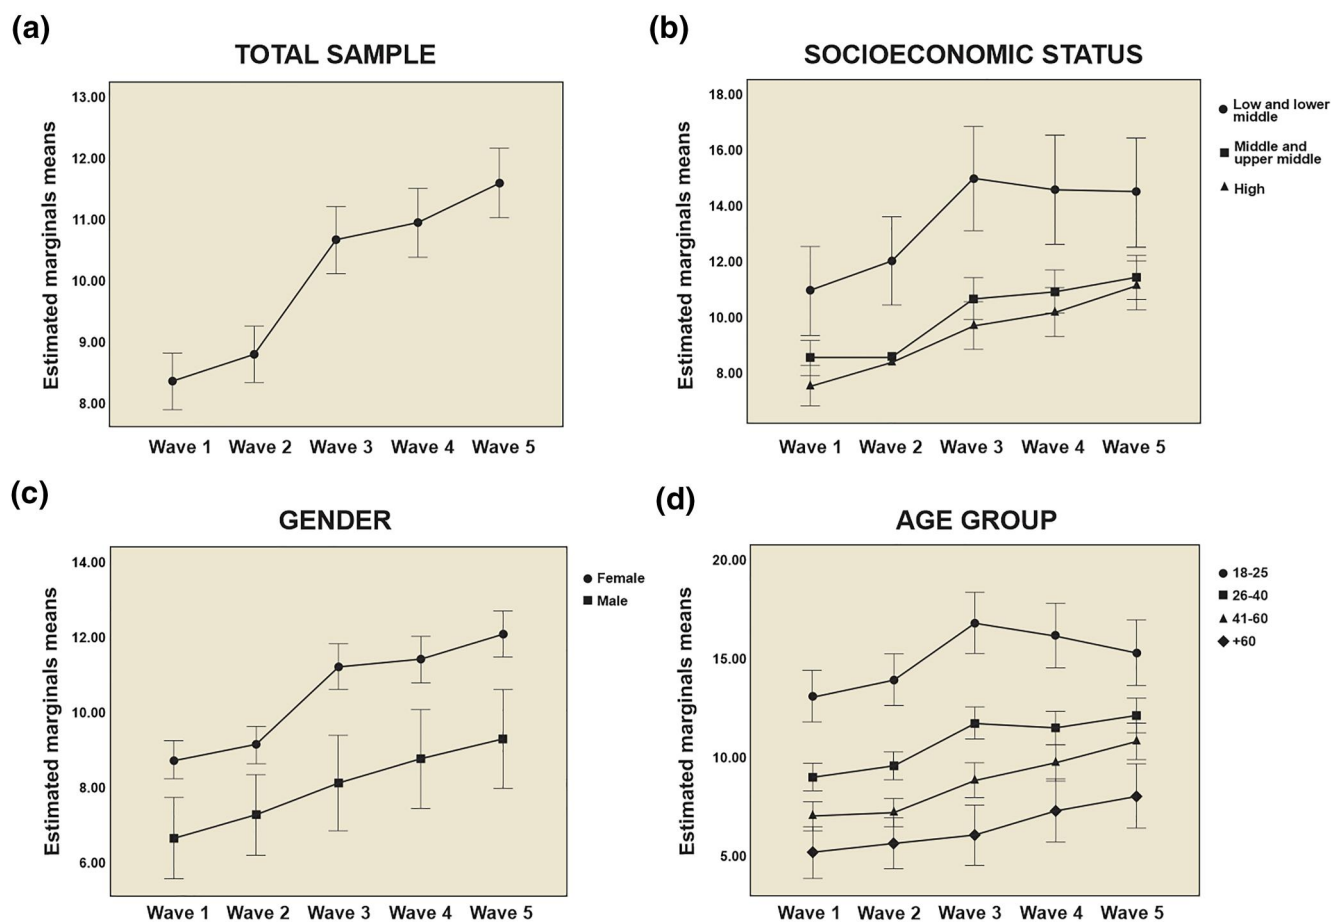 (a)
TOTAL SAMPLE
Estimated marginals means
13.00
12.00
11.00
10.00
9.00
8.00
Wave 1 Wave 2 Wave 3 Wave 4 Wave 5
(b)
SOCIOECONOMIC STATUS
Estimated marginals means
18.00
16.00
14.00
12.00
10.00
8.00
Wave 1 Wave 2 Wave 3 Wave 4 Wave 5
Low and lower
middle
Middle and
upper middle
High
(c)
GENDER
Estimated marginals means
14.00
12.00
10.00
8.00
6.00
Wave 1 Wave 2 Wave 3 Wave 4 Wave 5
Female
Male
(d)
AGE GROUP
Estimated marginals means
20.00
15.00
10.00
5.00
Wave 1 Wave 2 Wave 3 Wave 4 Wave 5
18-25
26-40
41-60
+60